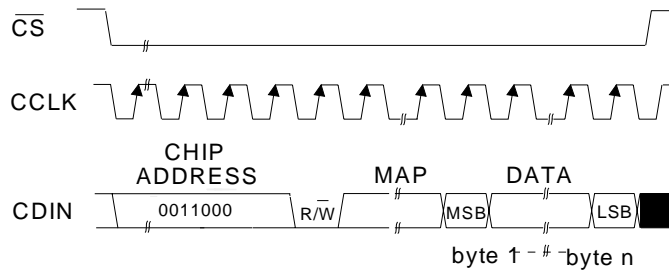 CS
CCLK
CHIP
ADDRESS
MAP
DATA
CDIN
0011000
R/W
MSB
LSB
byte 1
byte n